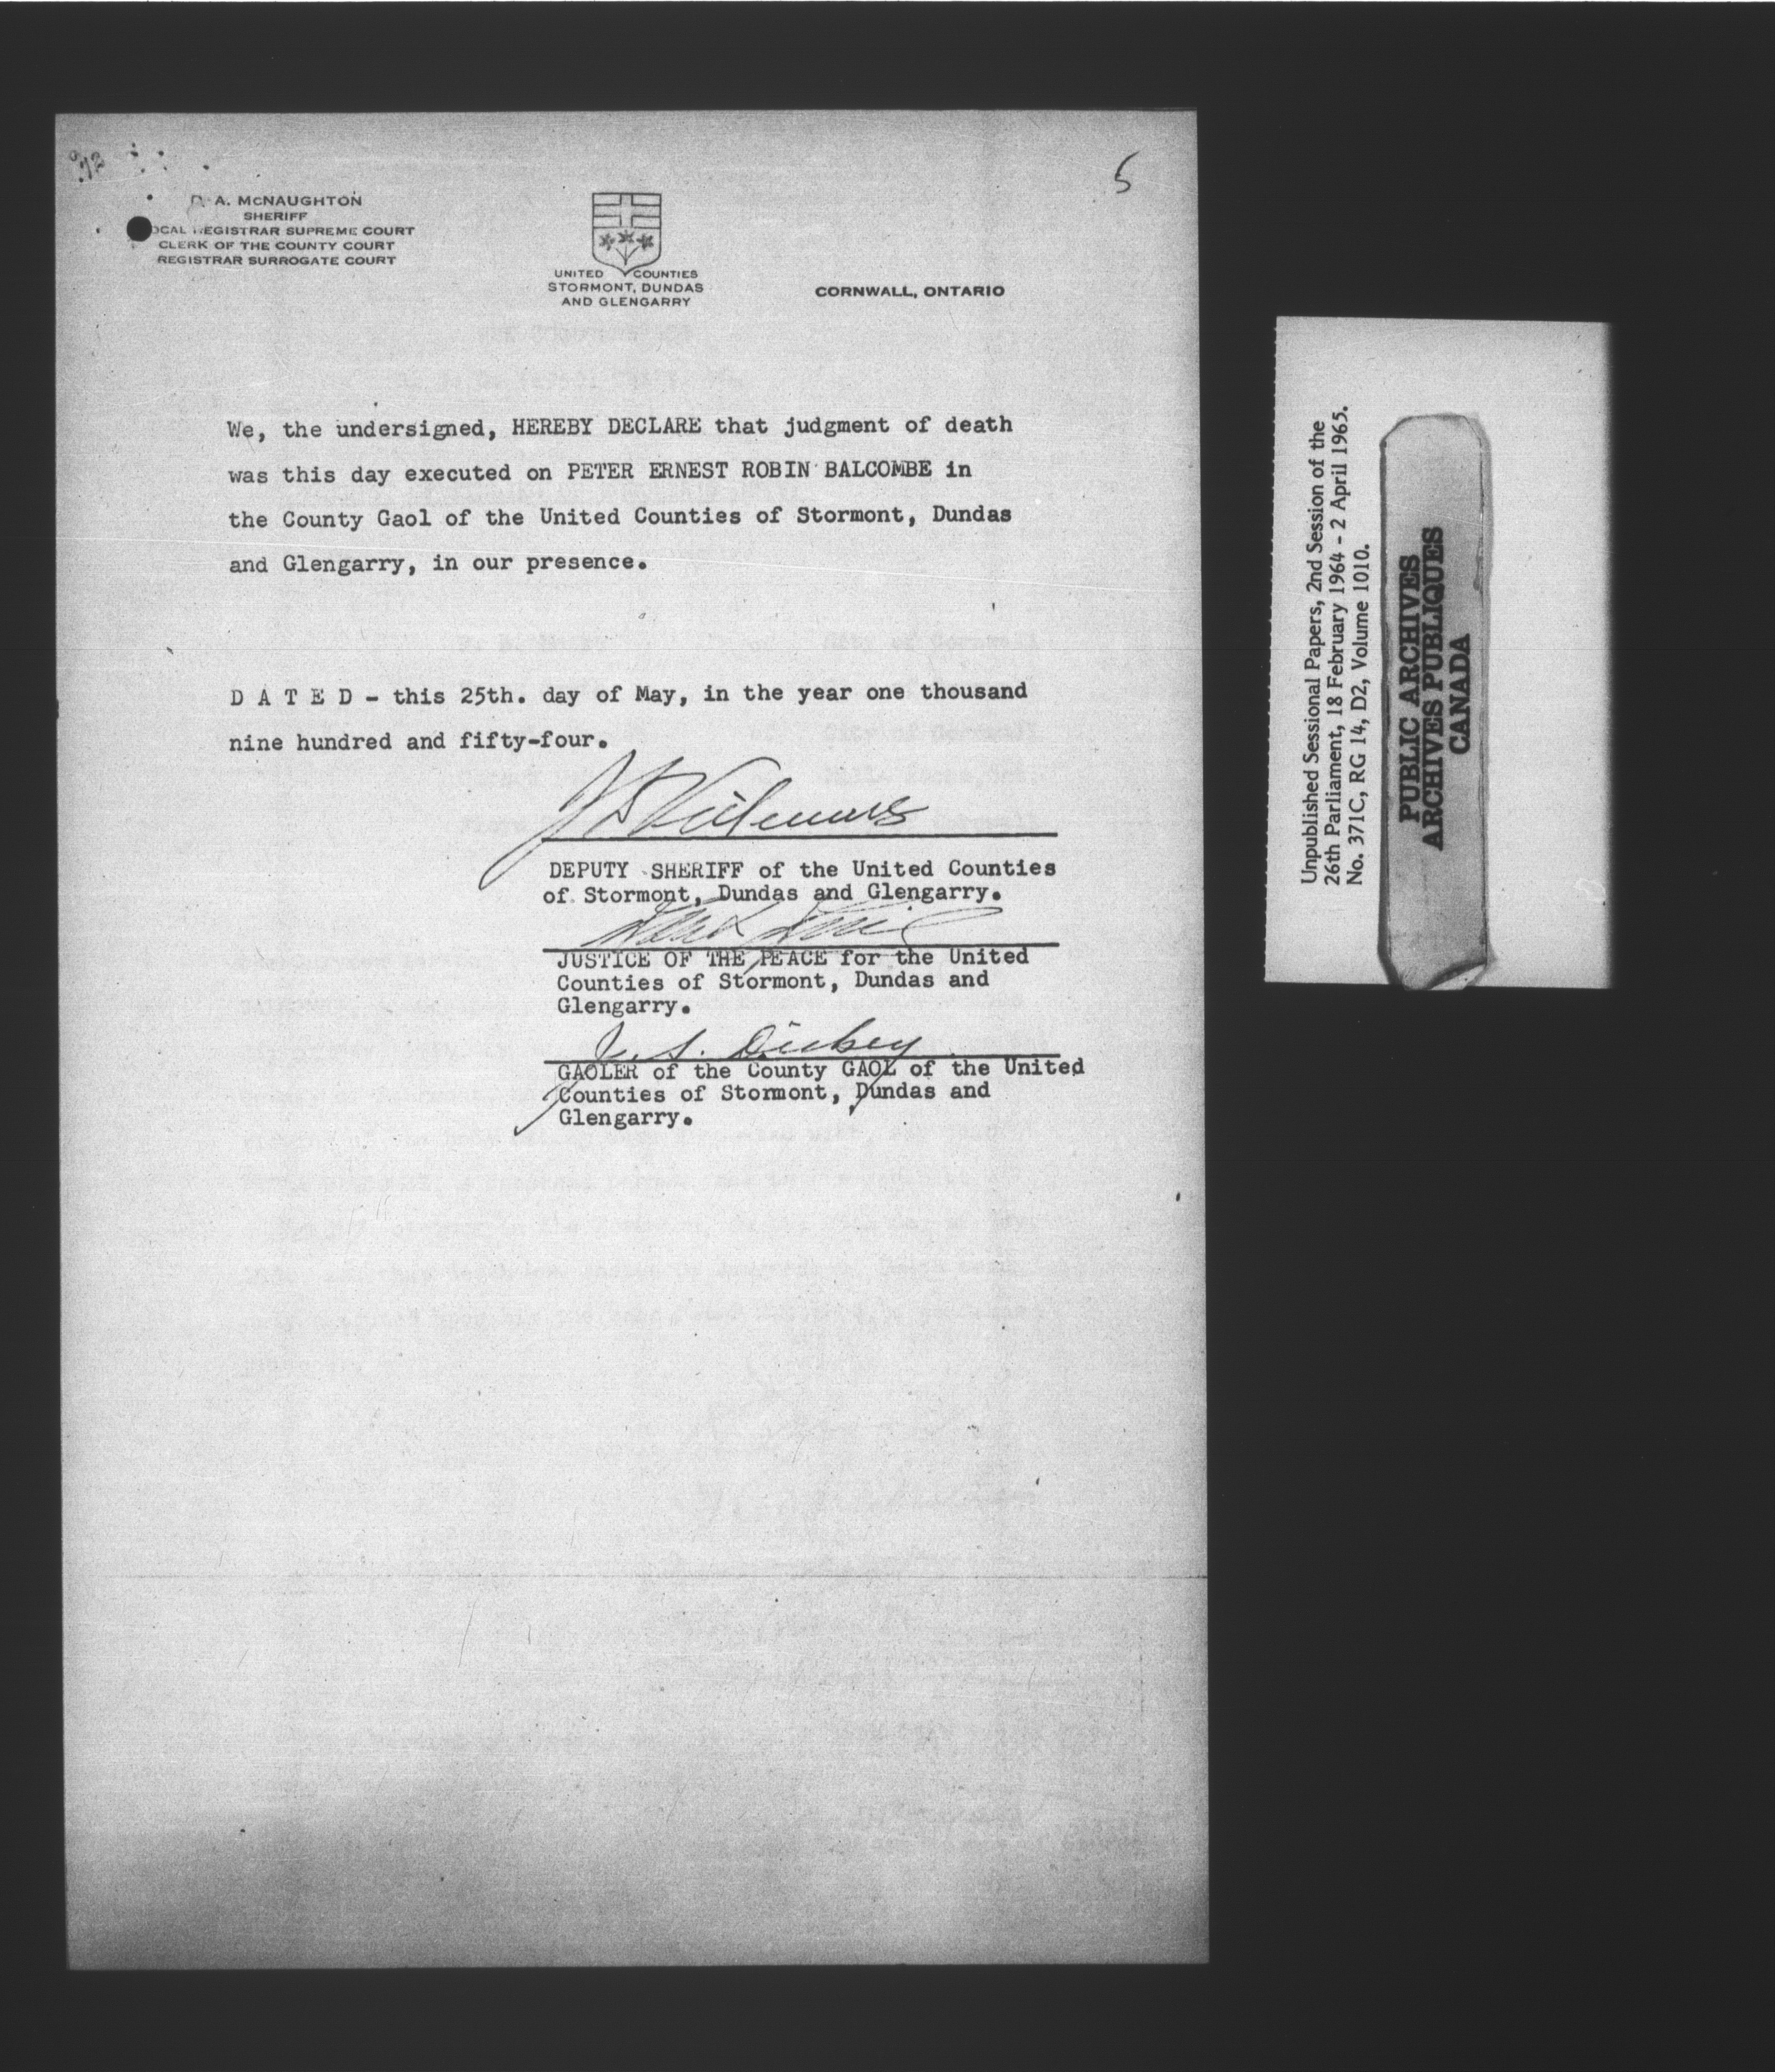 5
A. McNAUGHTON
SHERIFF
LOCAL REGISTRAR SUPREME COURT
CLERK OF THE COUNTY COURT
REGISTRAR SURROGATE COURT
UNITED COUNTIES
STORMONT, DUNDAS
AND GLENGARRY
CORNWALL, ONTARIO
We, the undersigned, HEREBY DECLARE that judgment of death
was this day executed on PETER ERNEST ROBIN BALCOMBE in
the County Gaol of the United Counties of Stormont, Dundas
and Glengarry, in our presence.
D A T E D - this 25th. day of May, in the year one thousand
nine hundred and fifty-four.
DEPUTY SHERIFF of the United Counties
of Stormont, Dundas and Glengarry.
JUSTICE OF THE PEACE for the United
Counties of Stormont, Dundas and
Glengarry.
GAOLER of the County GAOL of the United
Counties of Stormont, Dundas and
Glengarry.
Unpublished Sessional Papers, 2nd Session of the
26th Parliament, 18 February 1964 - 2 April 1965.
No. 371C, RG 14, D2, Volume 1010.
PUBLIC ARCHIVES
ARCHIVES PUBLIQUES
CANADA